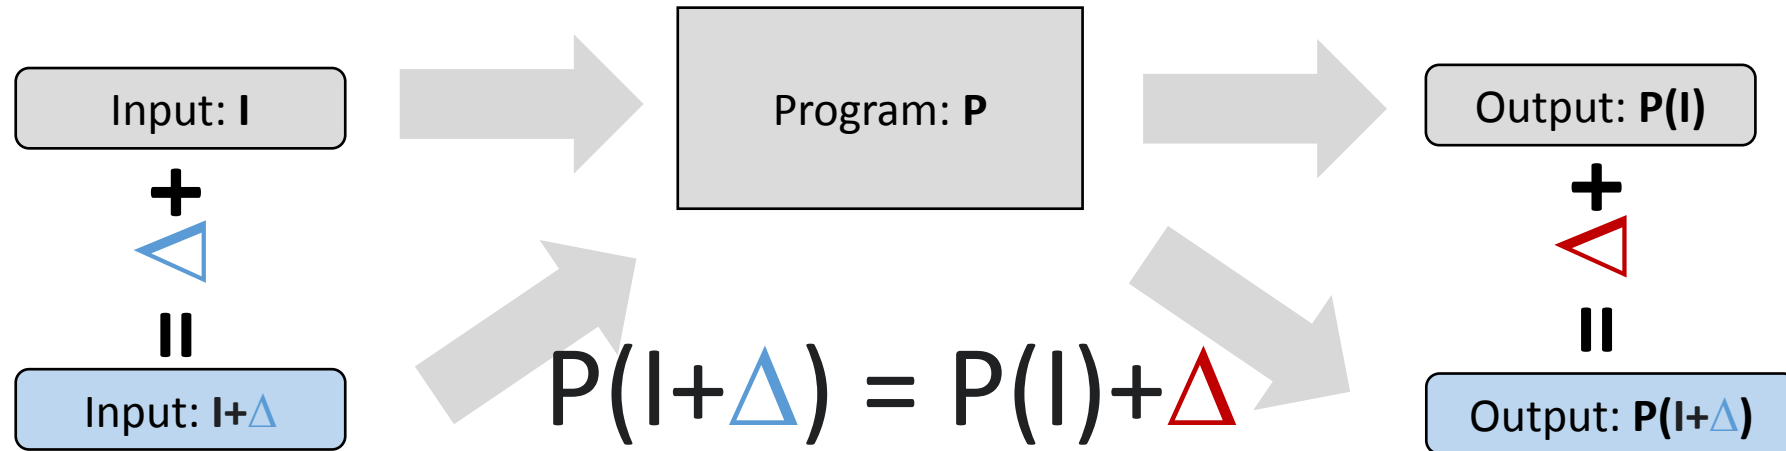 Input: I
Program: P
Output: P(I)
+
Δ
=
+
Δ
=
Input: I+Δ
P(I+Δ) = P(I)+Δ
Output: P(I+Δ)